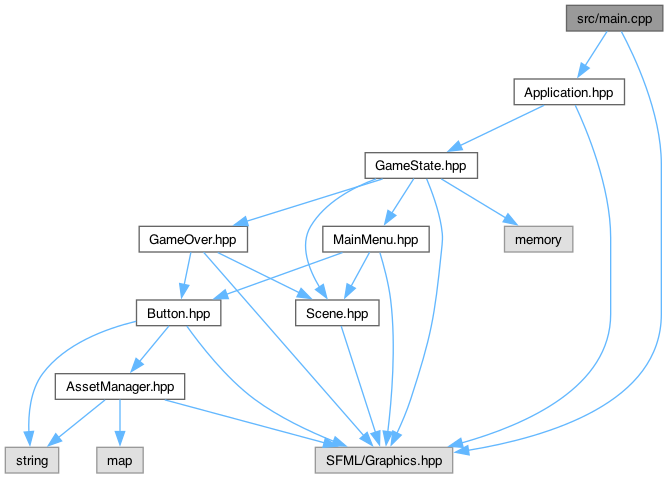 src/main.cpp
Application.hpp
GameState.hpp
GameOver.hpp
MainMenu.hpp
memory
Button.hpp
Scene.hpp
AssetManager.hpp
string
map
SFML/Graphics.hpp